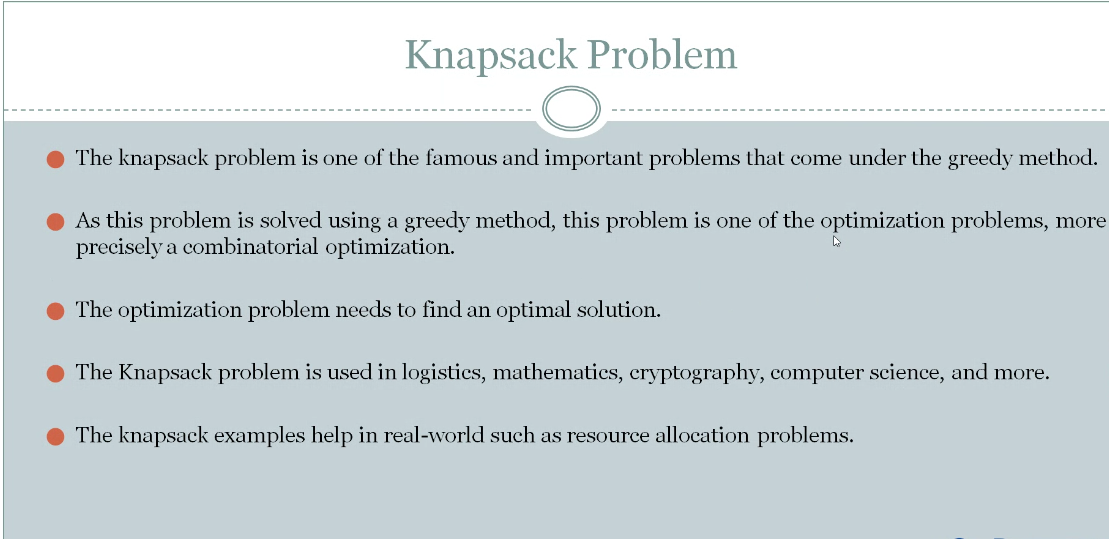 Knapsack Problem
The knapsack problem is one of the famous and important problems that come under the greedy method.
As this problem is solved using a greedy method, this problem is one of the optimization problems, more
precisely a combinatorial optimization.
The optimization problem needs to find an optimal solution.
The Knapsack problem is used in logistics, mathematics, cryptography, computer science, and more.
The knapsack examples help in real-world such as resource allocation problems.